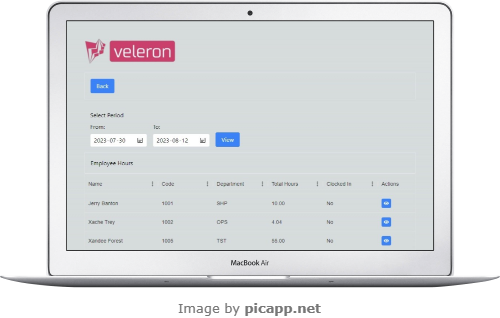 veleron
Back
Select Period
From: To:
2023-07-30 2023-08-12 View
Employee Hours
Name Code Department Total Hours Clocked In Actions
Jerry Benton 1001 SHP 10.00 No
Xache Trey 1002 OPS 4.04 No
Xandee Forest 1005 TST 56.00 No
MacBook Air
Image by picapp.net